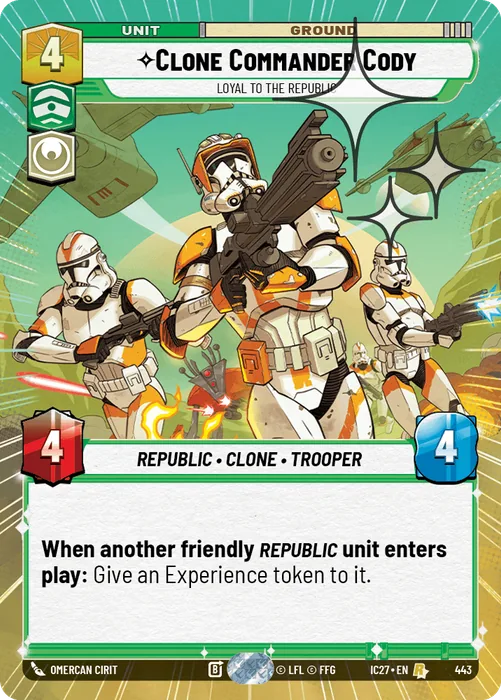 UNIT
GROUND
4
CLONE COMMANDER CODY
LOYAL TO THE REPUBLIC
4
REPUBLIC • CLONE • TROOPER
4
When another friendly REPUBLIC unit enters
play: Give an Experience token to it.
OMERCAN CIRIT
B
© LFL © FFG
IC27 • EN
R
443